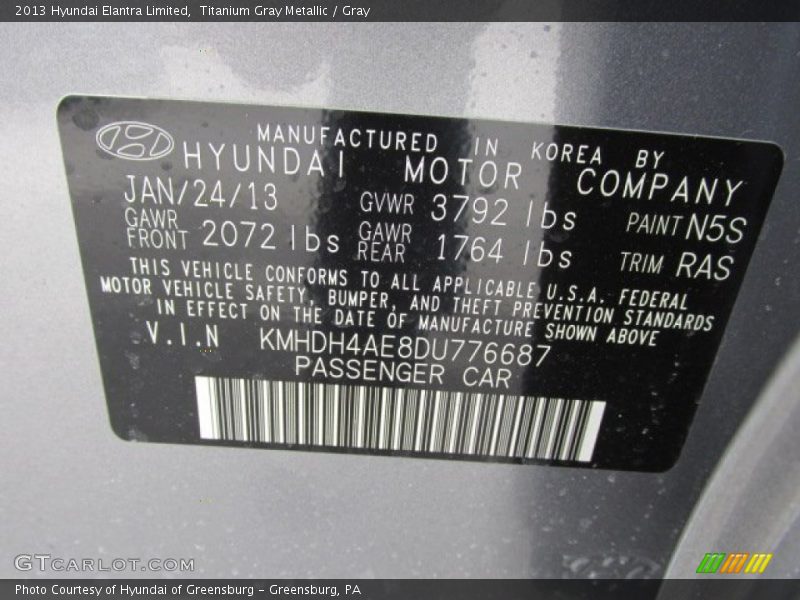 2013 Hyundai Elantra Limited, Titanium Gray Metallic / Gray
MANUFACTURED IN KOREA BY
HYUNDAI MOTOR COMPANY
JAN/24/13 GVWR 3792 lbs PAINT N5S
GAWR FRONT 2072 lbs GAWR REAR 1764 lbs TRIM RAS
THIS VEHICLE CONFORMS TO ALL APPLICABLE U.S.A. FEDERAL
MOTOR VEHICLE SAFETY, BUMPER, AND THEFT PREVENTION STANDARDS
IN EFFECT ON THE DATE OF MANUFACTURE SHOWN ABOVE
V.I.N KMHDH4AE8DU776687
PASSENGER CAR
GTCARLOT.COM
Photo Courtesy of Hyundai of Greensburg - Greensburg, PA